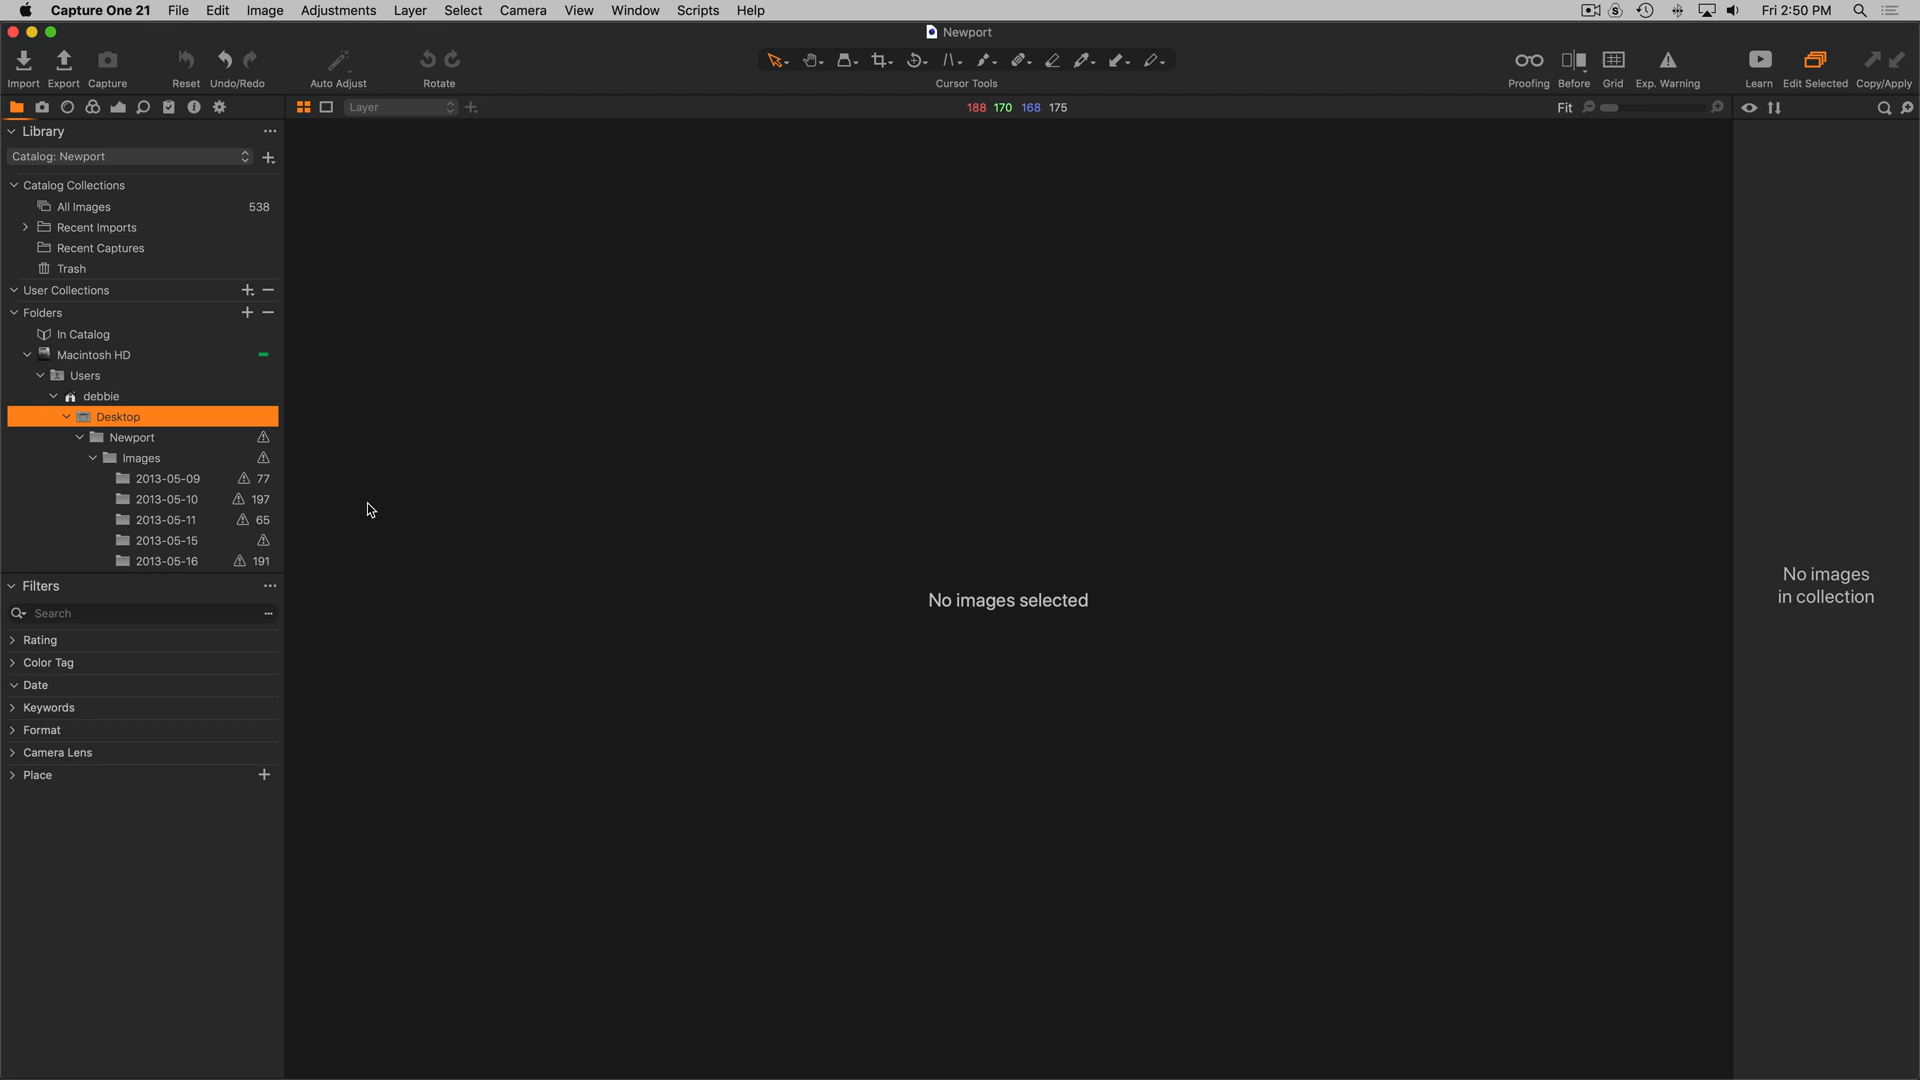 Capture One 21 File Edit Image Adjustments Layer Select Camera View Window Scripts Help Fri 2:50 PM
Newport
Import Export Capture Reset Undo/Redo Auto Adjust Rotate Cursor Tools Proofing Before Grid Exp. Warning Learn Edit Selected Copy/Apply
Layer 188 170 168 175 Fit
Library
Catalog: Newport
Catalog Collections
All Images 538
Recent Imports
Recent Captures
Trash
User Collections
Folders
In Catalog
Macintosh HD
Users
debbie
Desktop
Newport
Images
2013-05-09 77
2013-05-10 197
2013-05-11 65
2013-05-15
2013-05-16 191
Filters
Search
Rating
Color Tag
Date
Keywords
Format
Camera Lens
Place
No images selected
No images
in collection